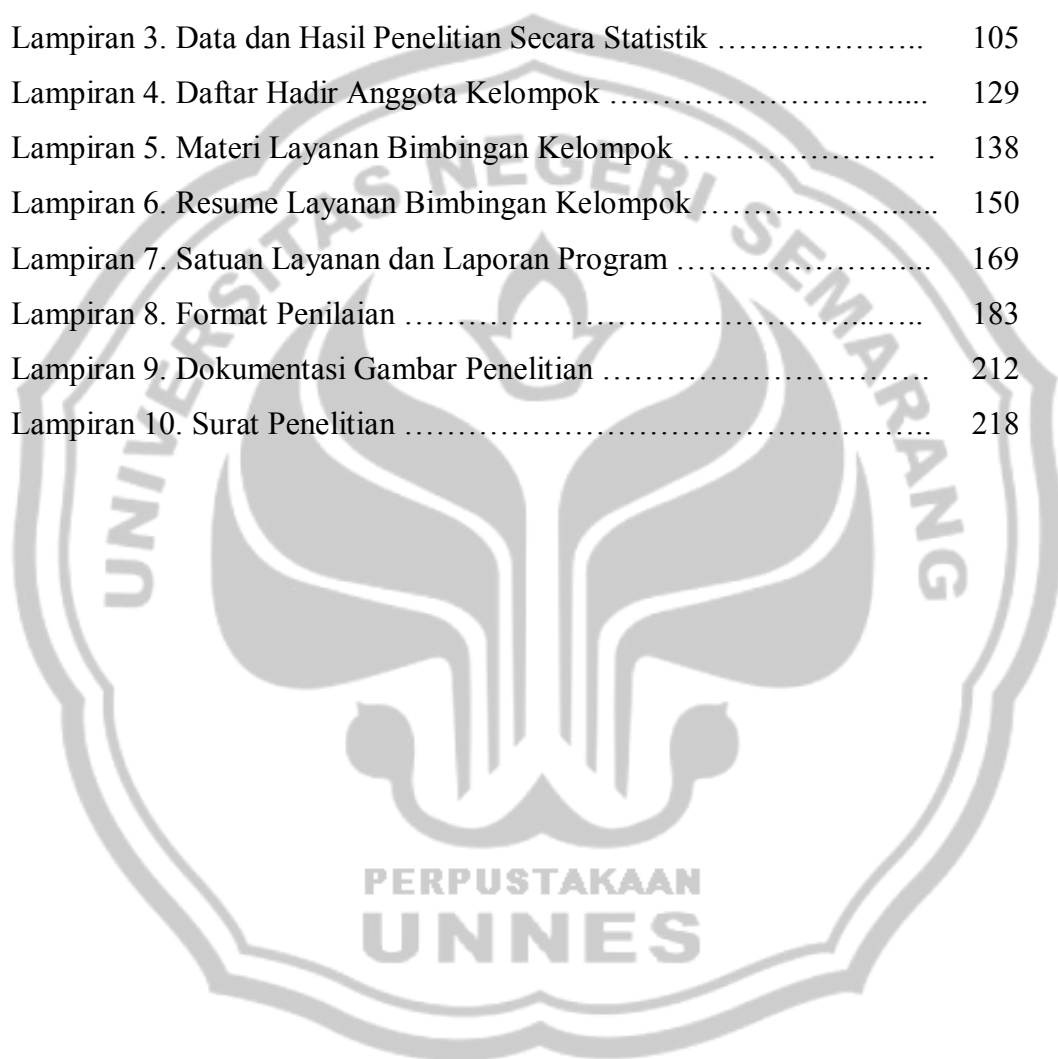 Lampiran 3. Data dan Hasil Penelitian Secara Statistik ……………….. 105
Lampiran 4. Daftar Hadir Anggota Kelompok ……………………….... 129
Lampiran 5. Materi Layanan Bimbingan Kelompok …………………… 138
Lampiran 6. Resume Layanan Bimbingan Kelompok ………………...... 150
Lampiran 7. Satuan Layanan dan Laporan Program …………………..... 169
Lampiran 8. Format Penilaian ……………………………………...….. 183
Lampiran 9. Dokumentasi Gambar Penelitian …………………………. 212
Lampiran 10. Surat Penelitian ………………………………………….. 218
UNIVERSITAS NEGERI SEMARANG
PERPUSTAKAAN
UNNES